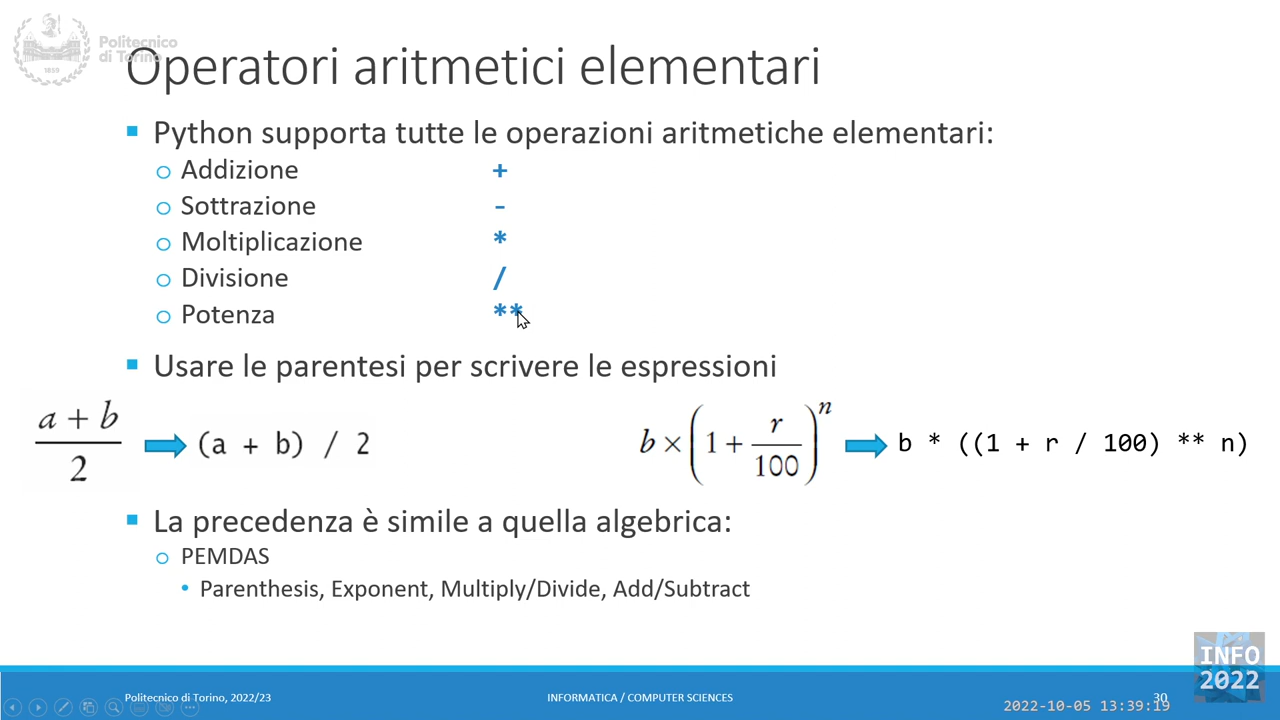 Politecnico
di Torino
1859
Operatori aritmetici elementari
Python supporta tutte le operazioni aritmetiche elementari:
Addizione +
Sottrazione -
Moltiplicazione *
Divisione /
Potenza **
Usare le parentesi per scrivere le espressioni
a + b
2
(a + b) / 2
b × (1 + r/100)^n
b * ((1 + r / 100) ** n)
La precedenza è simile a quella algebrica:
PEMDAS
Parenthesis, Exponent, Multiply/Divide, Add/Subtract
INFO
2022
Politecnico di Torino, 2022/23 INFORMATICA / COMPUTER SCIENCES 30
2022-10-05 13:39:19